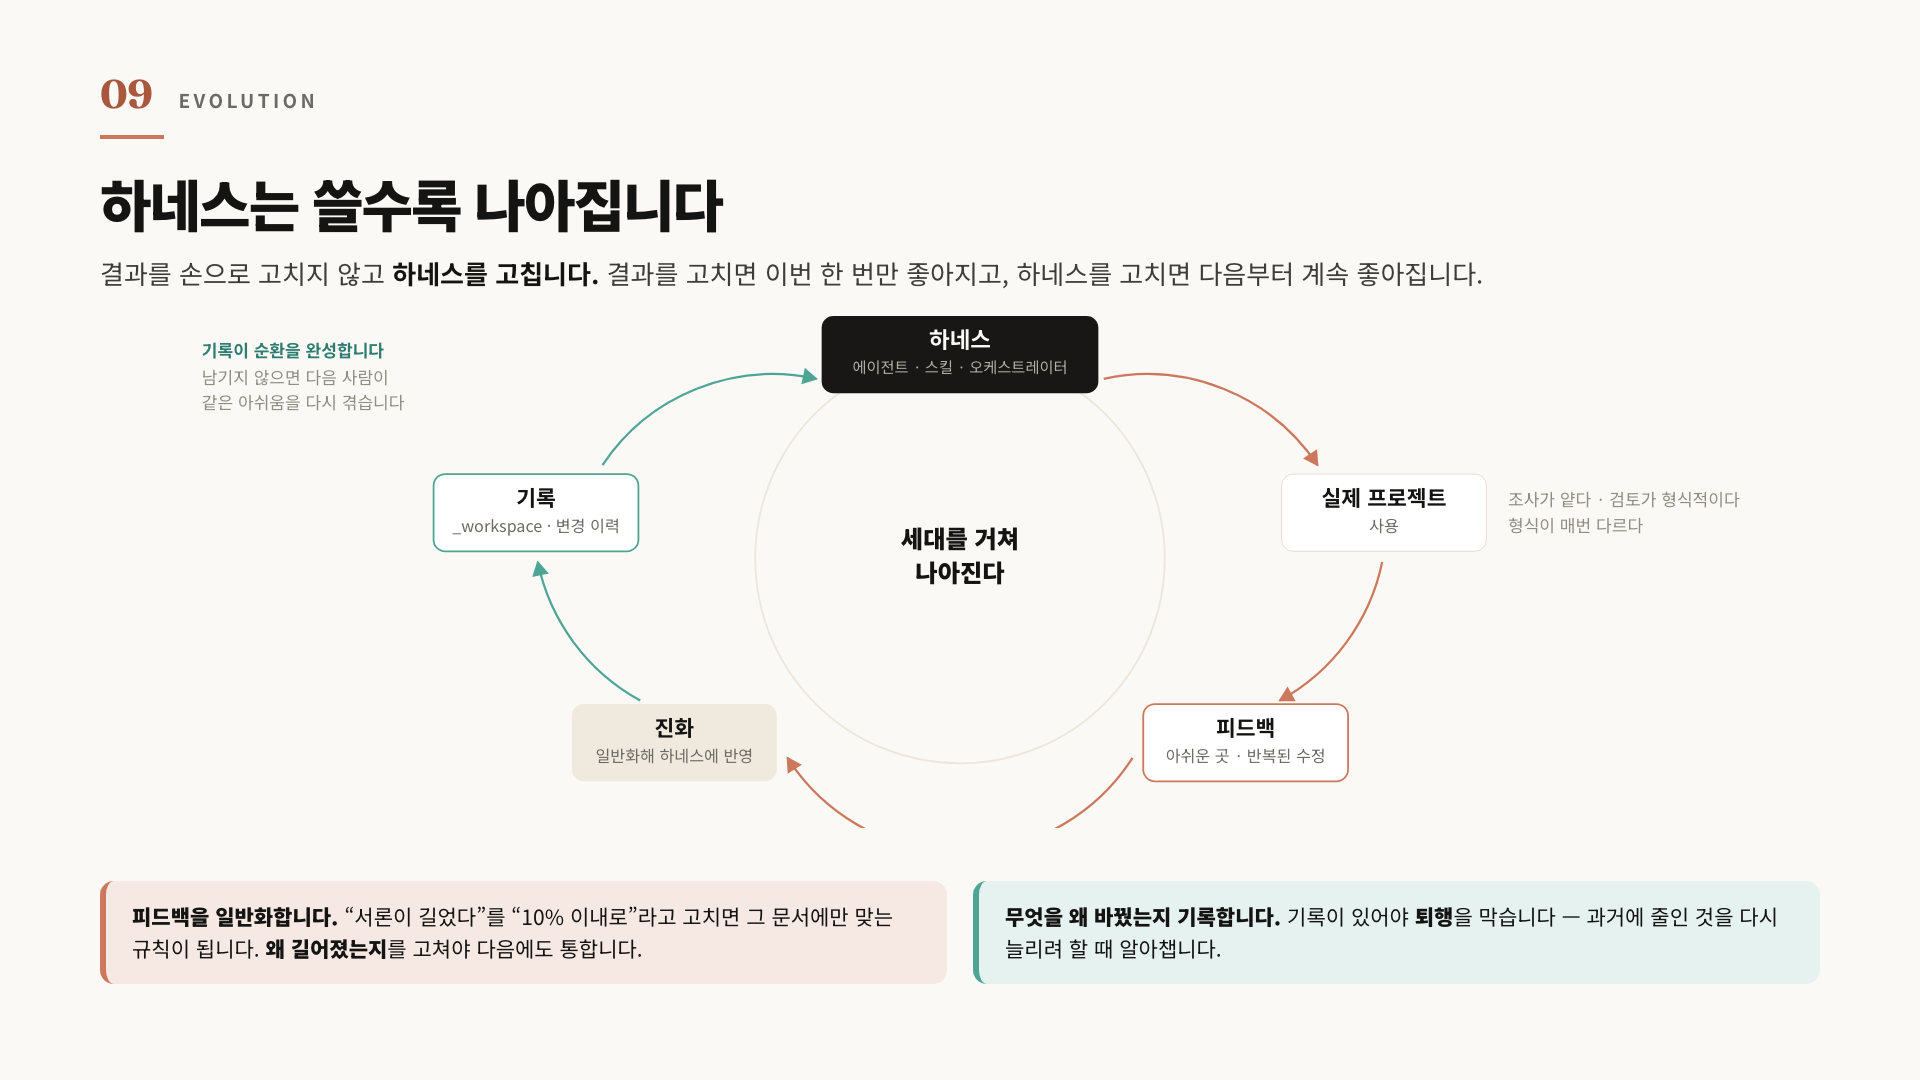 09 EVOLUTION
하네스는 쓸수록 나아집니다
결과를 손으로 고치지 않고 하네스를 고칩니다. 결과를 고치면 이번 한 번만 좋아지고, 하네스를 고치면 다음부터 계속 좋아집니다.
하네스
에이전트 · 스킬 · 오케스트레이터
기록이 순환을 완성합니다
남기지 않으면 다음 사람이
같은 아쉬움을 다시 겪습니다
기록
_workspace · 변경 이력
실제 프로젝트
사용
조사가 얕다 · 검토가 형식적이다
형식이 매번 다르다
세대를 거쳐
나아진다
진화
일반화해 하네스에 반영
피드백
아쉬운 곳 · 반복된 수정
피드백을 일반화합니다. “서론이 길었다”를 “10% 이내로”라고 고치면 그 문서에만 맞는
규칙이 됩니다. 왜 길어졌는지를 고쳐야 다음에도 통합니다.
무엇을 왜 바꿨는지 기록합니다. 기록이 있어야 퇴행을 막습니다 — 과거에 줄인 것을 다시
늘리려 할 때 알아챕니다.